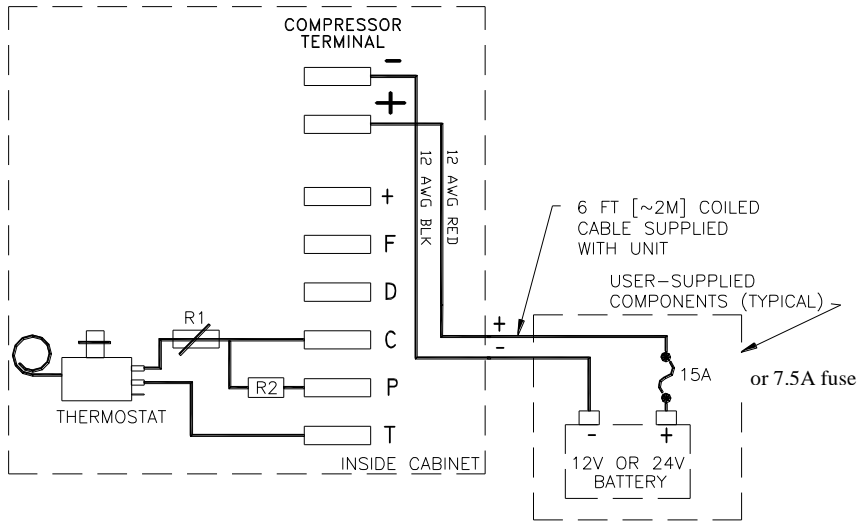 COMPRESSOR
TERMINAL
-
+
12 AWG BLK
12 AWG RED
+
F
D
C
P
T
R1
R2
THERMOSTAT
INSIDE CABINET
6 FT [~2M] COILED
CABLE SUPPLIED
WITH UNIT
USER-SUPPLIED
COMPONENTS (TYPICAL)
+
-
15A
or 7.5A fuse
- +
12V OR 24V
BATTERY